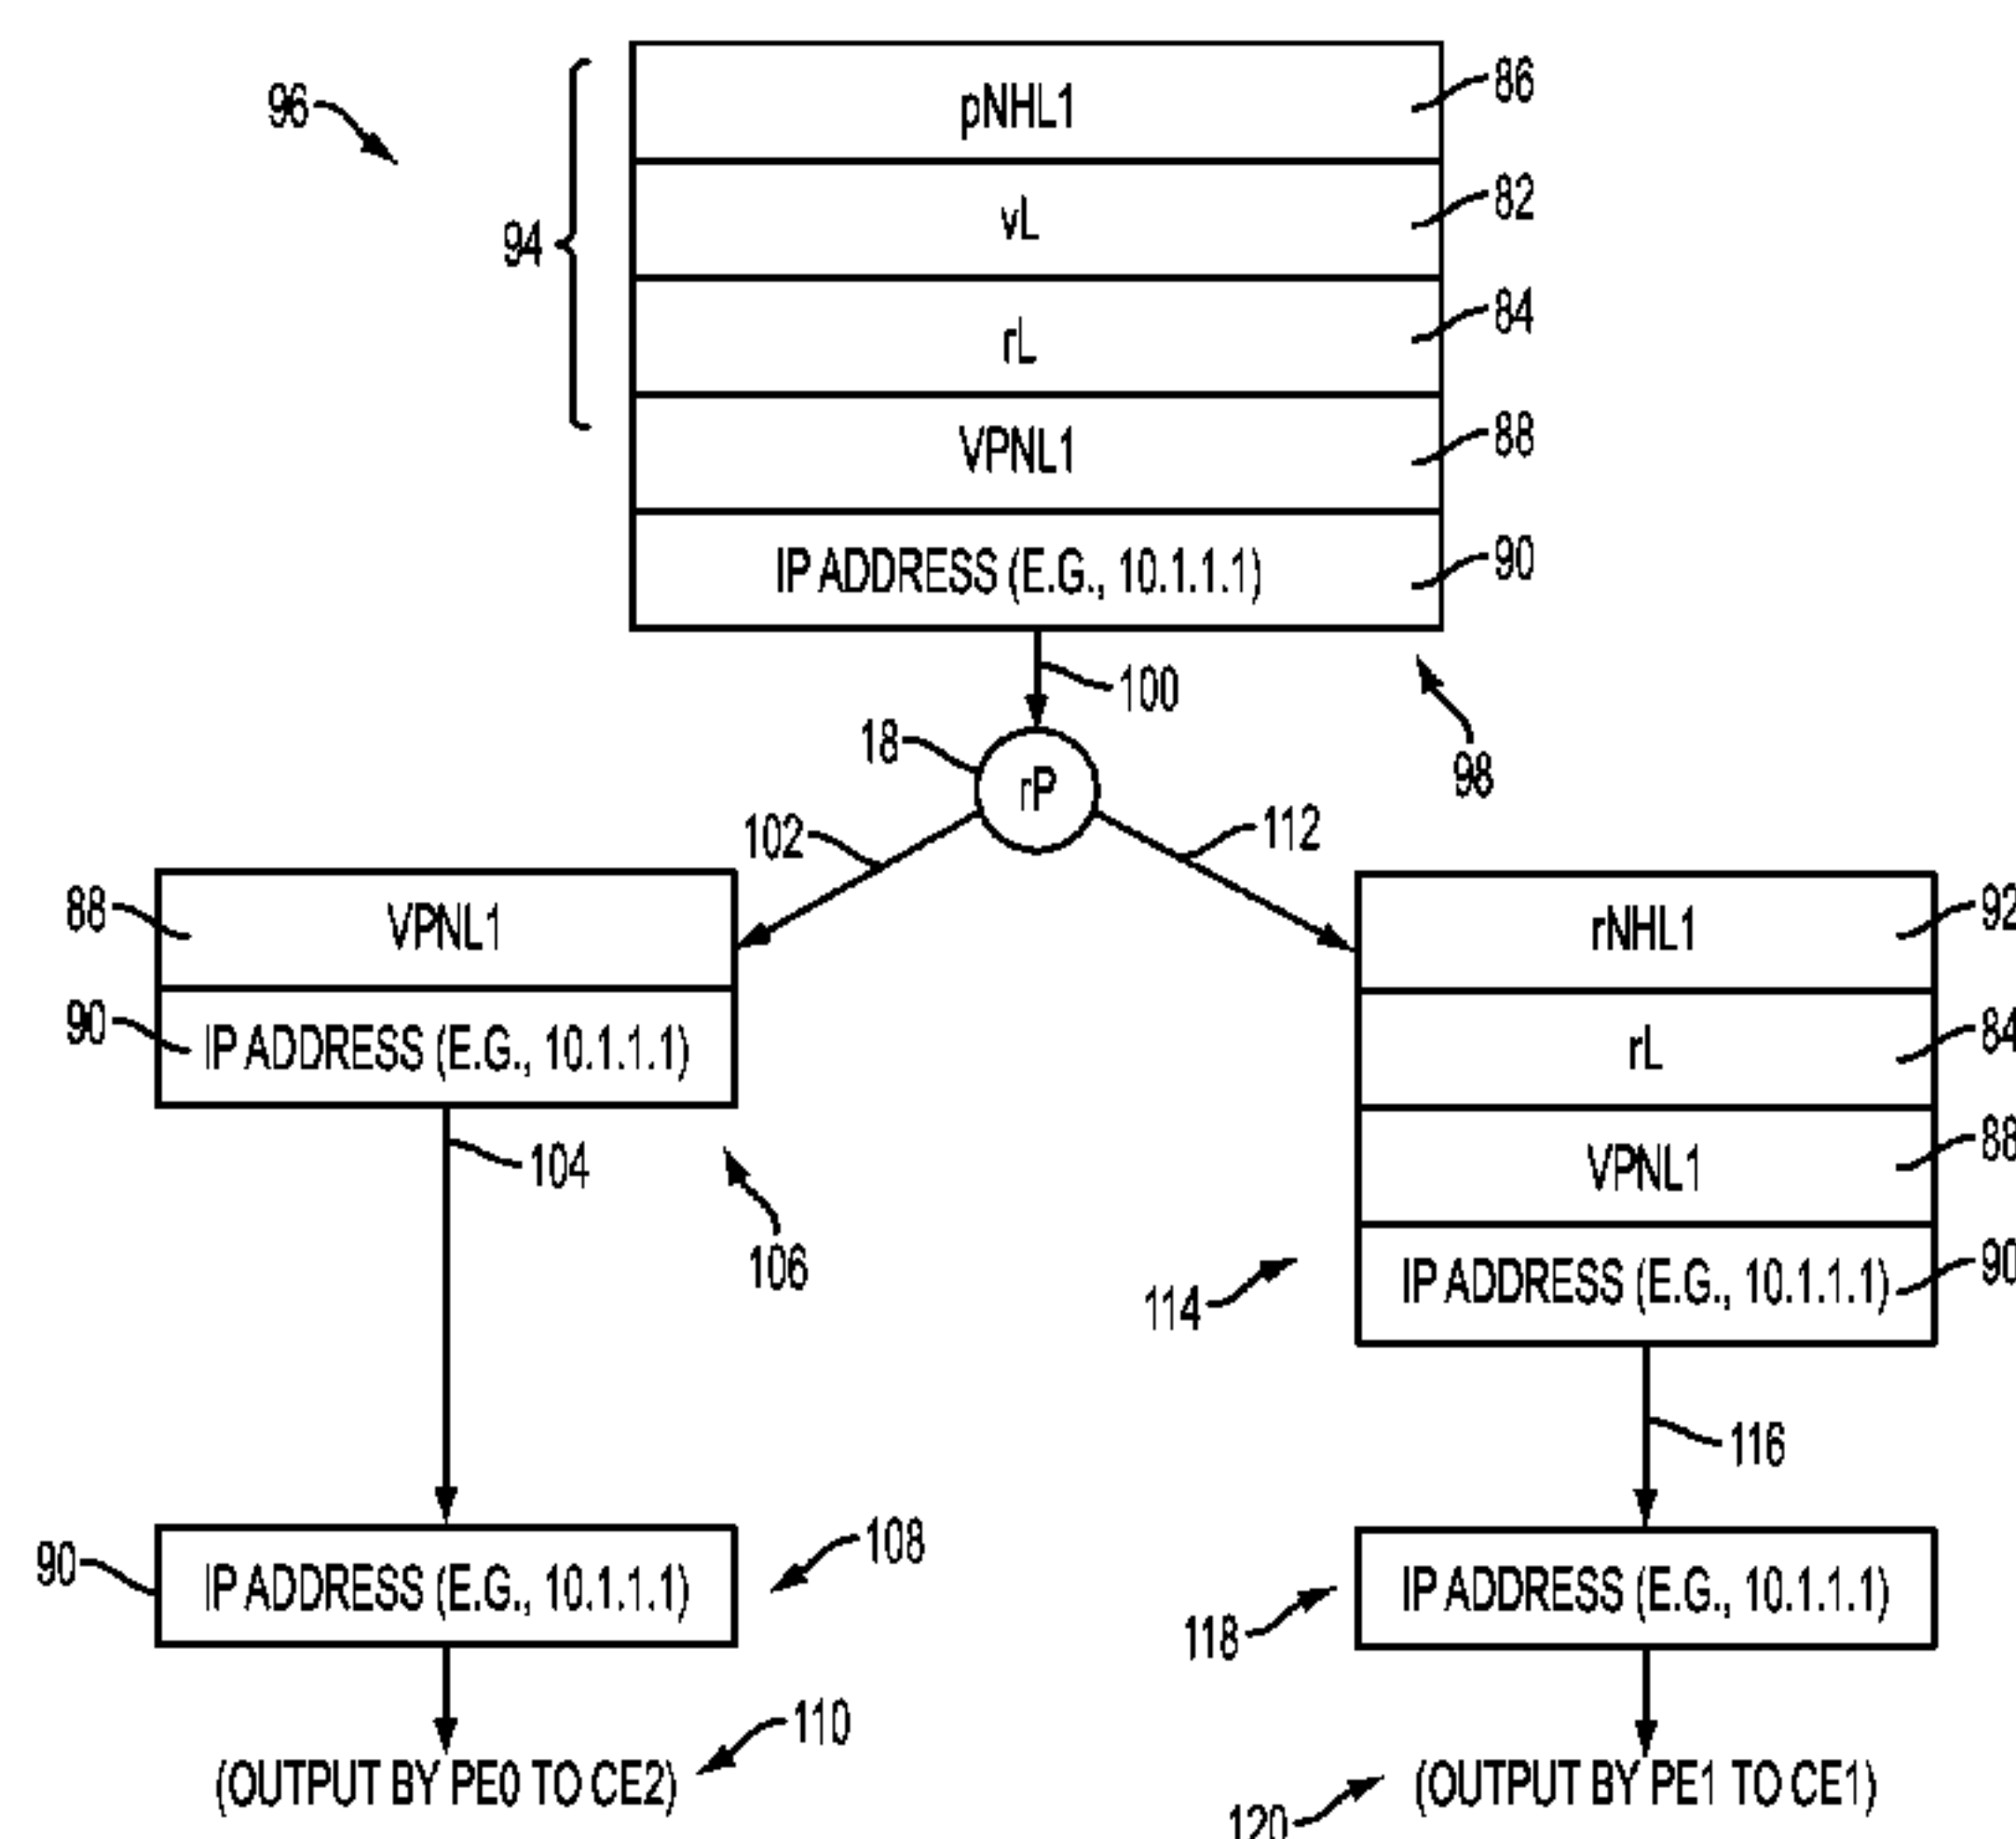 96
94
pNHL1
86
vL
82
rL
84
VPNL1
88
IP ADDRESS (E.G., 10.1.1.1)
90
100
98
18
rP
102
112
88
VPNL1
90
IP ADDRESS (E.G., 10.1.1.1)
104
106
rNHL1
92
rL
84
VPNL1
88
IP ADDRESS (E.G., 10.1.1.1)
90
114
116
90
IP ADDRESS (E.G., 10.1.1.1)
108
118
IP ADDRESS (E.G., 10.1.1.1)
(OUTPUT BY PE0 TO CE2)
110
120
(OUTPUT BY PE1 TO CE1)